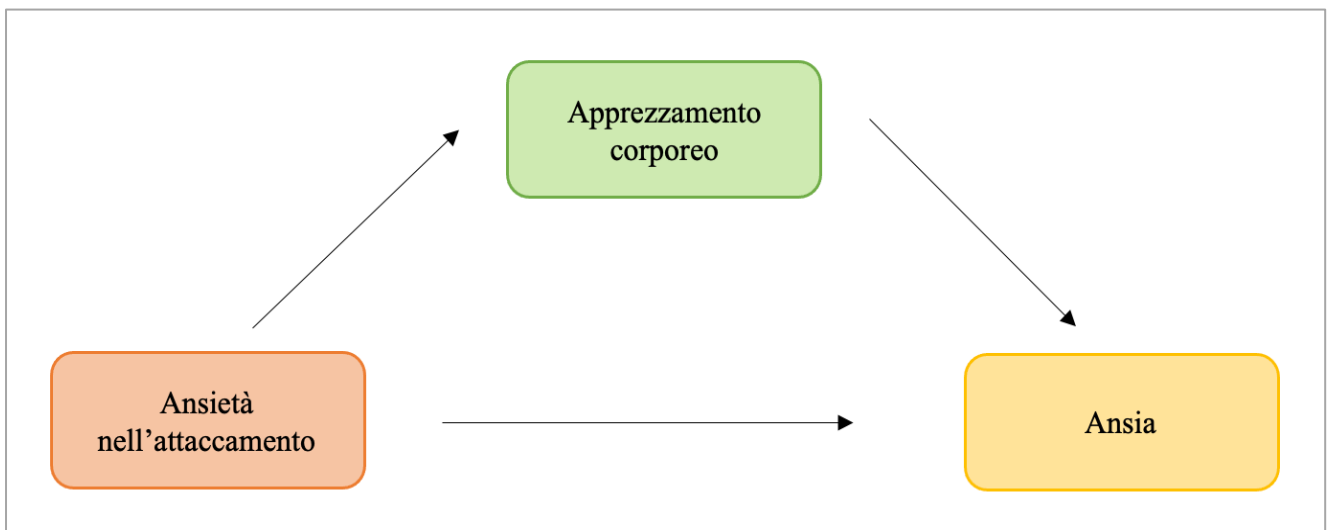 Apprezzamento
corporeo
Ansietà
nell’attaccamento
Ansia